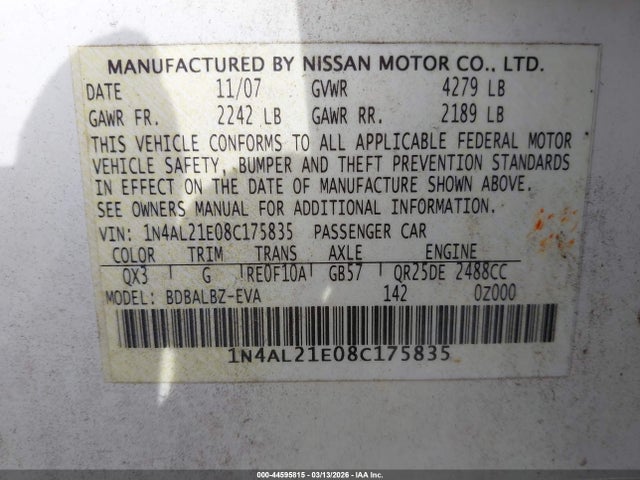 MANUFACTURED BY NISSAN MOTOR CO., LTD.
DATE 11/07 GVWR 4279 LB
GAWR FR. 2242 LB GAWR RR. 2189 LB
THIS VEHICLE CONFORMS TO ALL APPLICABLE FEDERAL MOTOR
VEHICLE SAFETY, BUMPER AND THEFT PREVENTION STANDARDS
IN EFFECT ON THE DATE OF MANUFACTURE SHOWN ABOVE.
SEE OWNERS MANUAL FOR ADDITIONAL INFORMATION.
VIN: 1N4AL21E08C175835 PASSENGER CAR
COLOR TRIM TRANS AXLE ENGINE
QX3 G RE0F10A GB57 QR25DE 2488CC
MODEL: BDBALBZ-EVA 142 0Z000
1N4AL21E08C175835
000-44595815 - 03/13/2026 - IAA Inc.